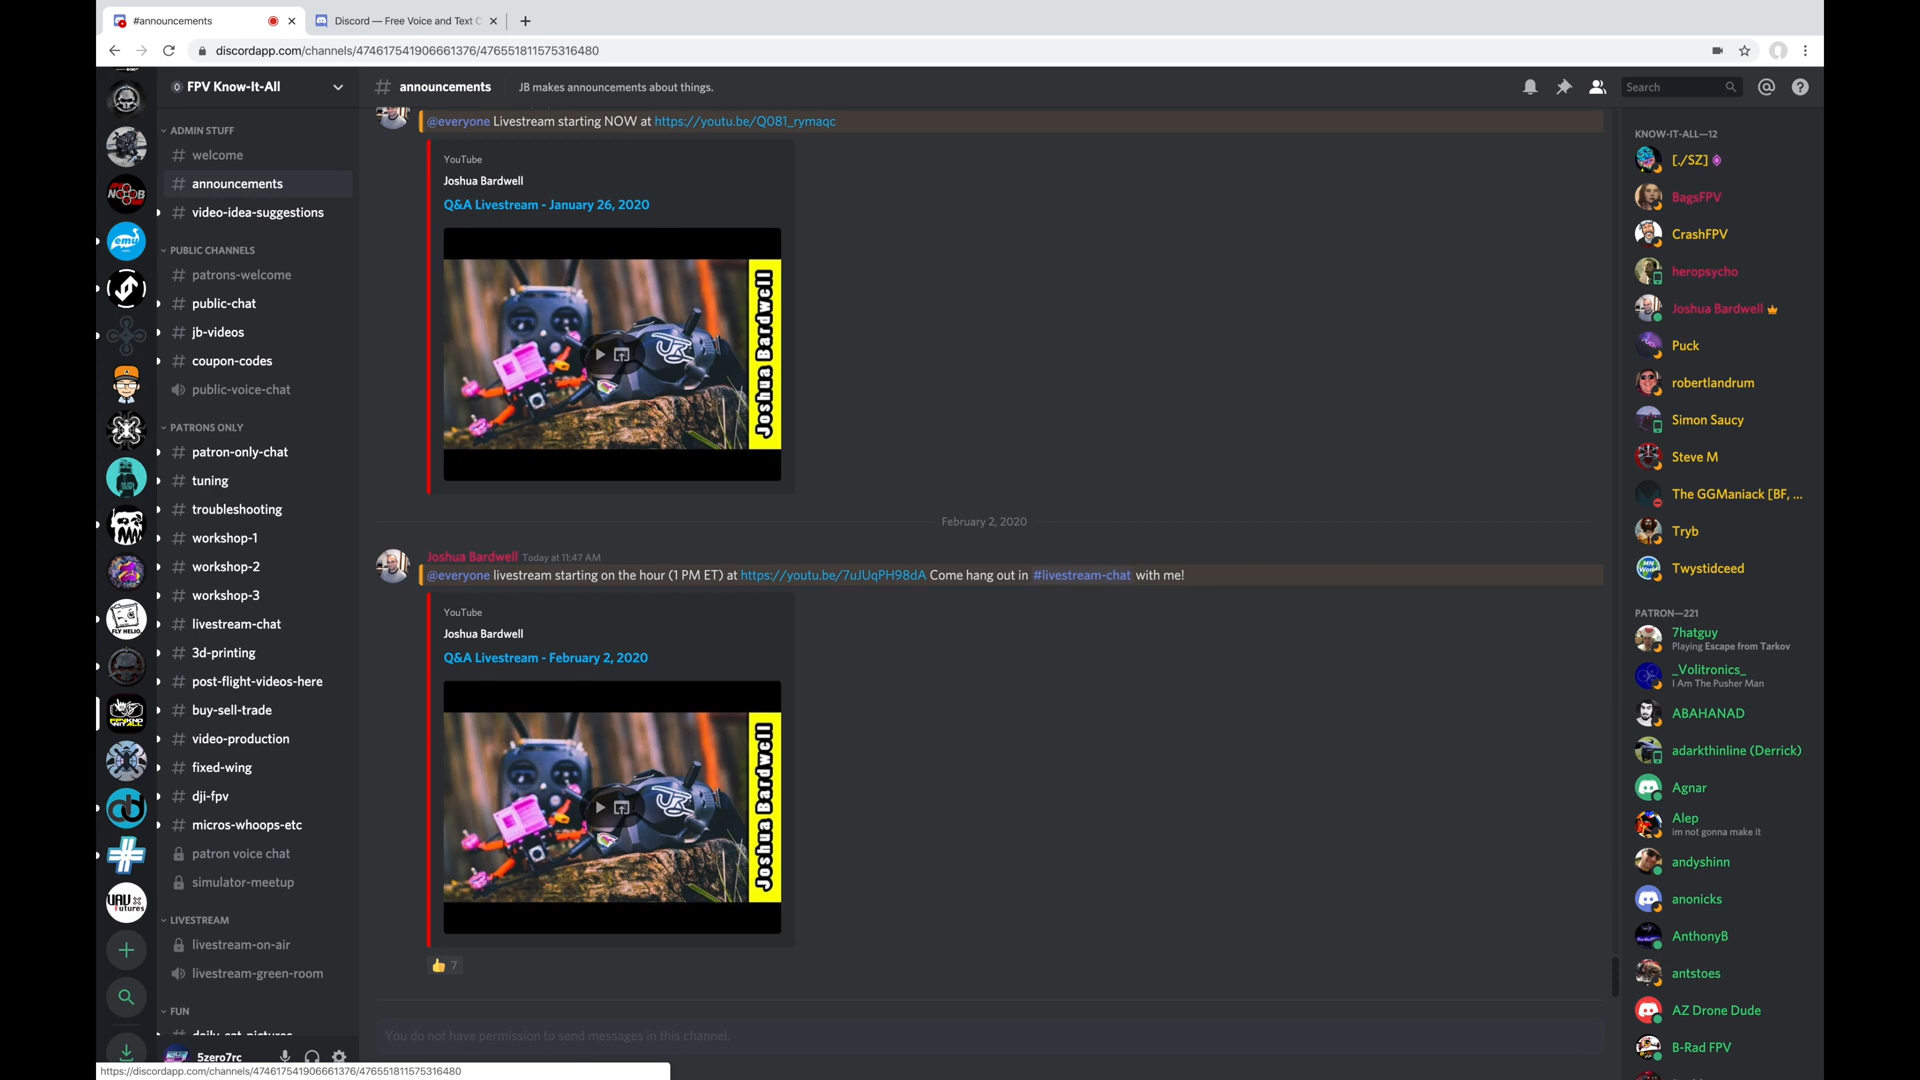 #announcements
Discord — Free Voice and Text C
discordapp.com/channels/474617541906661376/476551811575316480
FPV Know-It-All
announcements
JB makes announcements about things.
Search
ADMIN STUFF
welcome
announcements
video-idea-suggestions
PUBLIC CHANNELS
patrons-welcome
public-chat
jb-videos
coupon-codes
public-voice-chat
PATRONS ONLY
patron-only-chat
tuning
troubleshooting
workshop-1
workshop-2
workshop-3
livestream-chat
3d-printing
post-flight-videos-here
buy-sell-trade
video-production
fixed-wing
dji-fpv
micros-whoops-etc
patron voice chat
simulator-meetup
LIVESTREAM
livestream-on-air
livestream-green-room
FUN
daily-cat-pictures
5zero7rc
NOOB
emu
FLY HELIO.
UAV
Futures
@everyone Livestream starting NOW at https://youtu.be/Q081_rymaqc
YouTube
Joshua Bardwell
Q&A Livestream - January 26, 2020
Joshua Bardwell
February 2, 2020
Joshua Bardwell Today at 11:47 AM
@everyone livestream starting on the hour (1 PM ET) at https://youtu.be/7uJUqPH98dA Come hang out in #livestream-chat with me!
YouTube
Joshua Bardwell
Q&A Livestream - February 2, 2020
Joshua Bardwell
7
You do not have permission to send messages in this channel.
KNOW-IT-ALL—12
[./SZ]
BagsFPV
CrashFPV
heropsycho
Joshua Bardwell
Puck
robertlandrum
Simon Saucy
Steve M
The GGManiack [BF, ...
Tryb
Twystidceed
PATRON—221
7hatguy
Playing Escape from Tarkov
_Volitronics_
I Am The Pusher Man
ABAHANAD
adarkthinline (Derrick)
Agnar
Alep
im not gonna make it
andyshinn
anonicks
AnthonyB
antstoes
AZ Drone Dude
B-Rad FPV
https://discordapp.com/channels/474617541906661376/476551811575316480